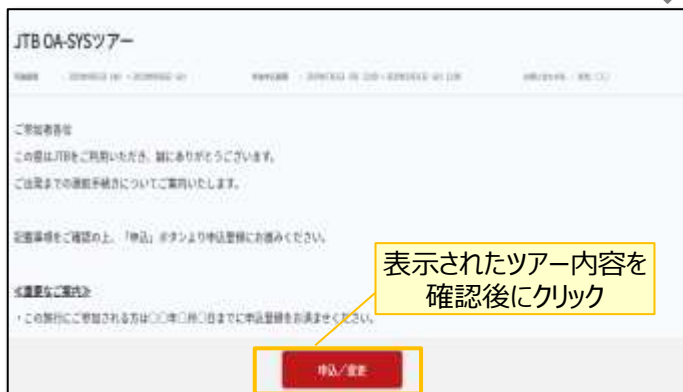 JTB OA-SYSツアー
ご参加者各位
この度はJTBをご利用いただき、誠にありがとうございます。
ご出発までの渡航手続きについてご案内いたします。
記載事項をご確認の上、「申込」ボタンより申込登録にお進みください。
表示されたツアー内容を
確認後にクリック
<重要なご案内>
・この旅行にご参加される方は〇〇年〇月〇日までに申込登録をお済ませください。
申込／変更